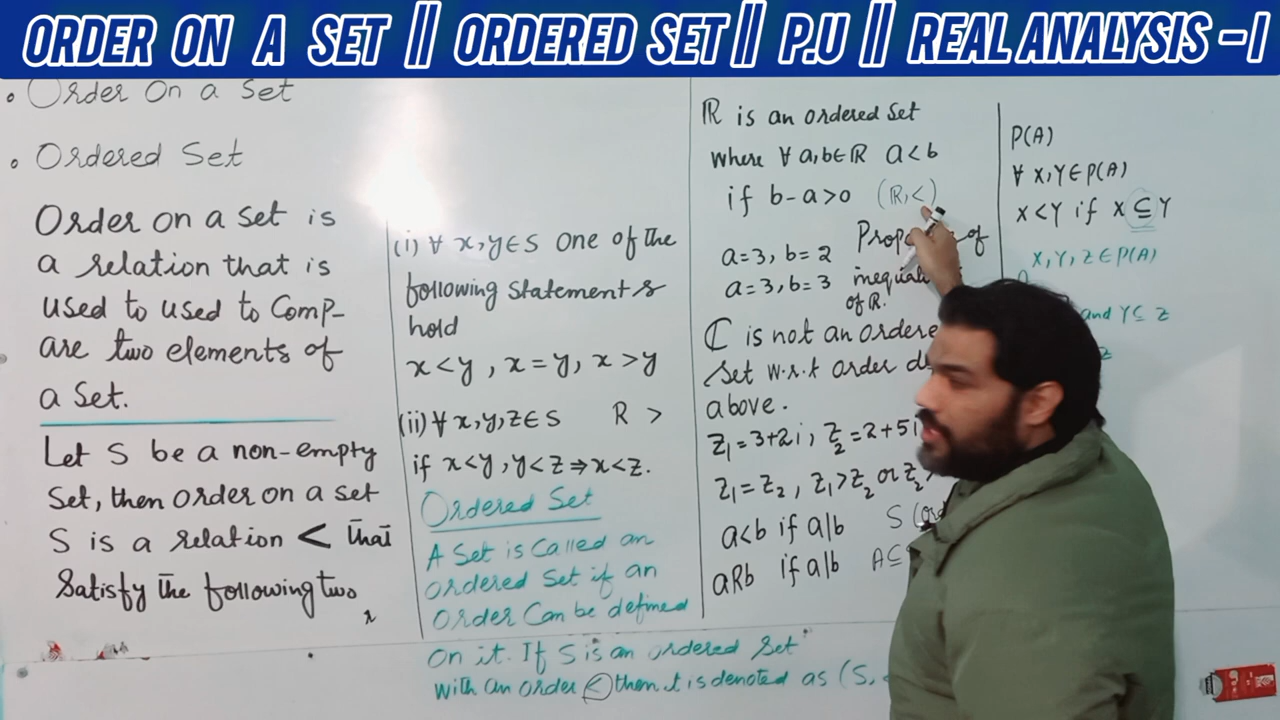 ORDER ON A SET || ORDERED SET || P.U || REAL ANALYSIS -I
• Order On a Set
• Ordered Set
Order on a set is
a relation that is
used to used to Comp-
are two elements of
a Set.
Let S be a non-empty
Set, then order on a set
S is a relation < that
Satisfy the following two
(i) ∀ x,y∈S One of the
following statements
hold
x<y, x=y, x>y
(ii) ∀ x,y,z∈S R >
if x<y, y<z ⇒ x<z.
Ordered Set
A Set is Called an
ordered Set if an
Order Can be defined
on it. If S is an ordered Set
with an order < then it is denoted as (S,
ℝ is an ordered Set
where ∀ a,b∈ℝ a<b
if b-a>0 (ℝ,<)
a=3, b=2
a=3, b=3
of
of ℝ.
ℂ is not an
Set w.r.t order
above.
Z₁=3+2i, Z₂=2+5i
Z₁=Z₂, Z₁>Z₂ or Z₂>
a<b if a|b S
aRb if a|b A⊆
P(A)
∀ X,Y∈P(A)
X<Y if X⊆Y
X,Y,Z∈P(A)
and Y⊆Z